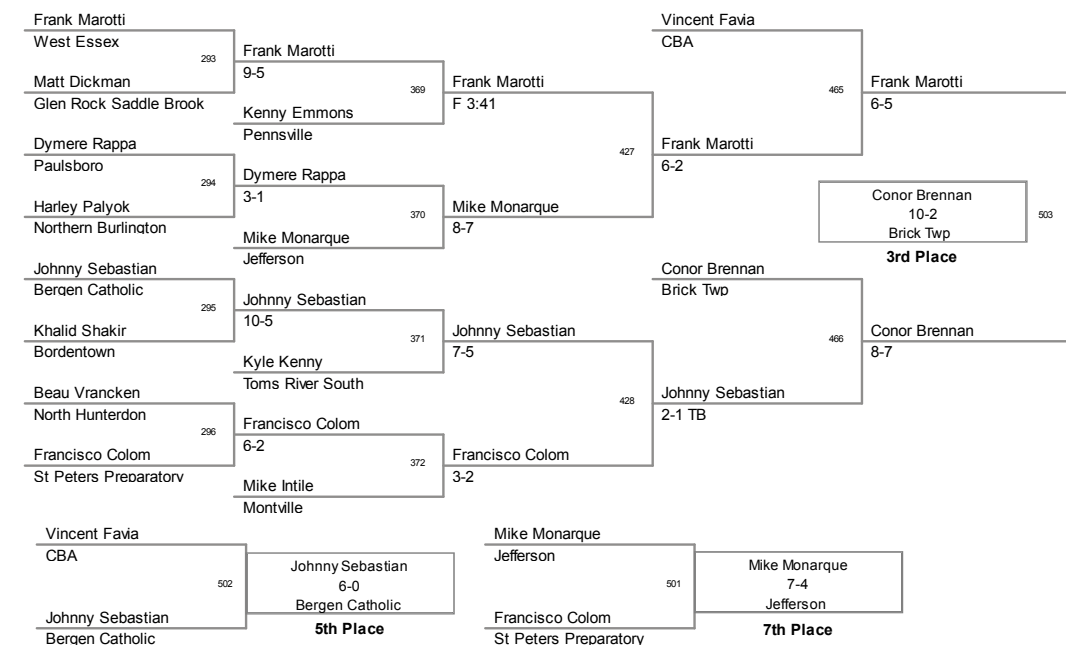 Frank Marotti
West Essex
293
Matt Dickman
Glen Rock Saddle Brook
Dymere Rappa
Paulsboro
294
Harley Palyok
Northern Burlington
Johnny Sebastian
Bergen Catholic
295
Khalid Shakir
Bordentown
Beau Vrancken
North Hunterdon
296
Francisco Colom
St Peters Preparatory
Frank Marotti
9-5
369
Kenny Emmons
Pennsville
Dymere Rappa
3-1
370
Mike Monarque
Jefferson
Johnny Sebastian
10-5
371
Kyle Kenny
Toms River South
Francisco Colom
6-2
372
Mike Intile
Montville
Frank Marotti
F 3:41
427
Mike Monarque
8-7
Johnny Sebastian
7-5
428
Francisco Colom
3-2
Vincent Favia
CBA
465
Frank Marotti
6-2
Conor Brennan
Brick Twp
466
Johnny Sebastian
2-1 TB
Frank Marotti
6-5
Conor Brennan
10-2
Brick Twp
503
3rd Place
Conor Brennan
8-7
Vincent Favia
CBA
502
Johnny Sebastian
Bergen Catholic
Johnny Sebastian
6-0
Bergen Catholic
5th Place
Mike Monarque
Jefferson
501
Francisco Colom
St Peters Preparatory
Mike Monarque
7-4
Jefferson
7th Place